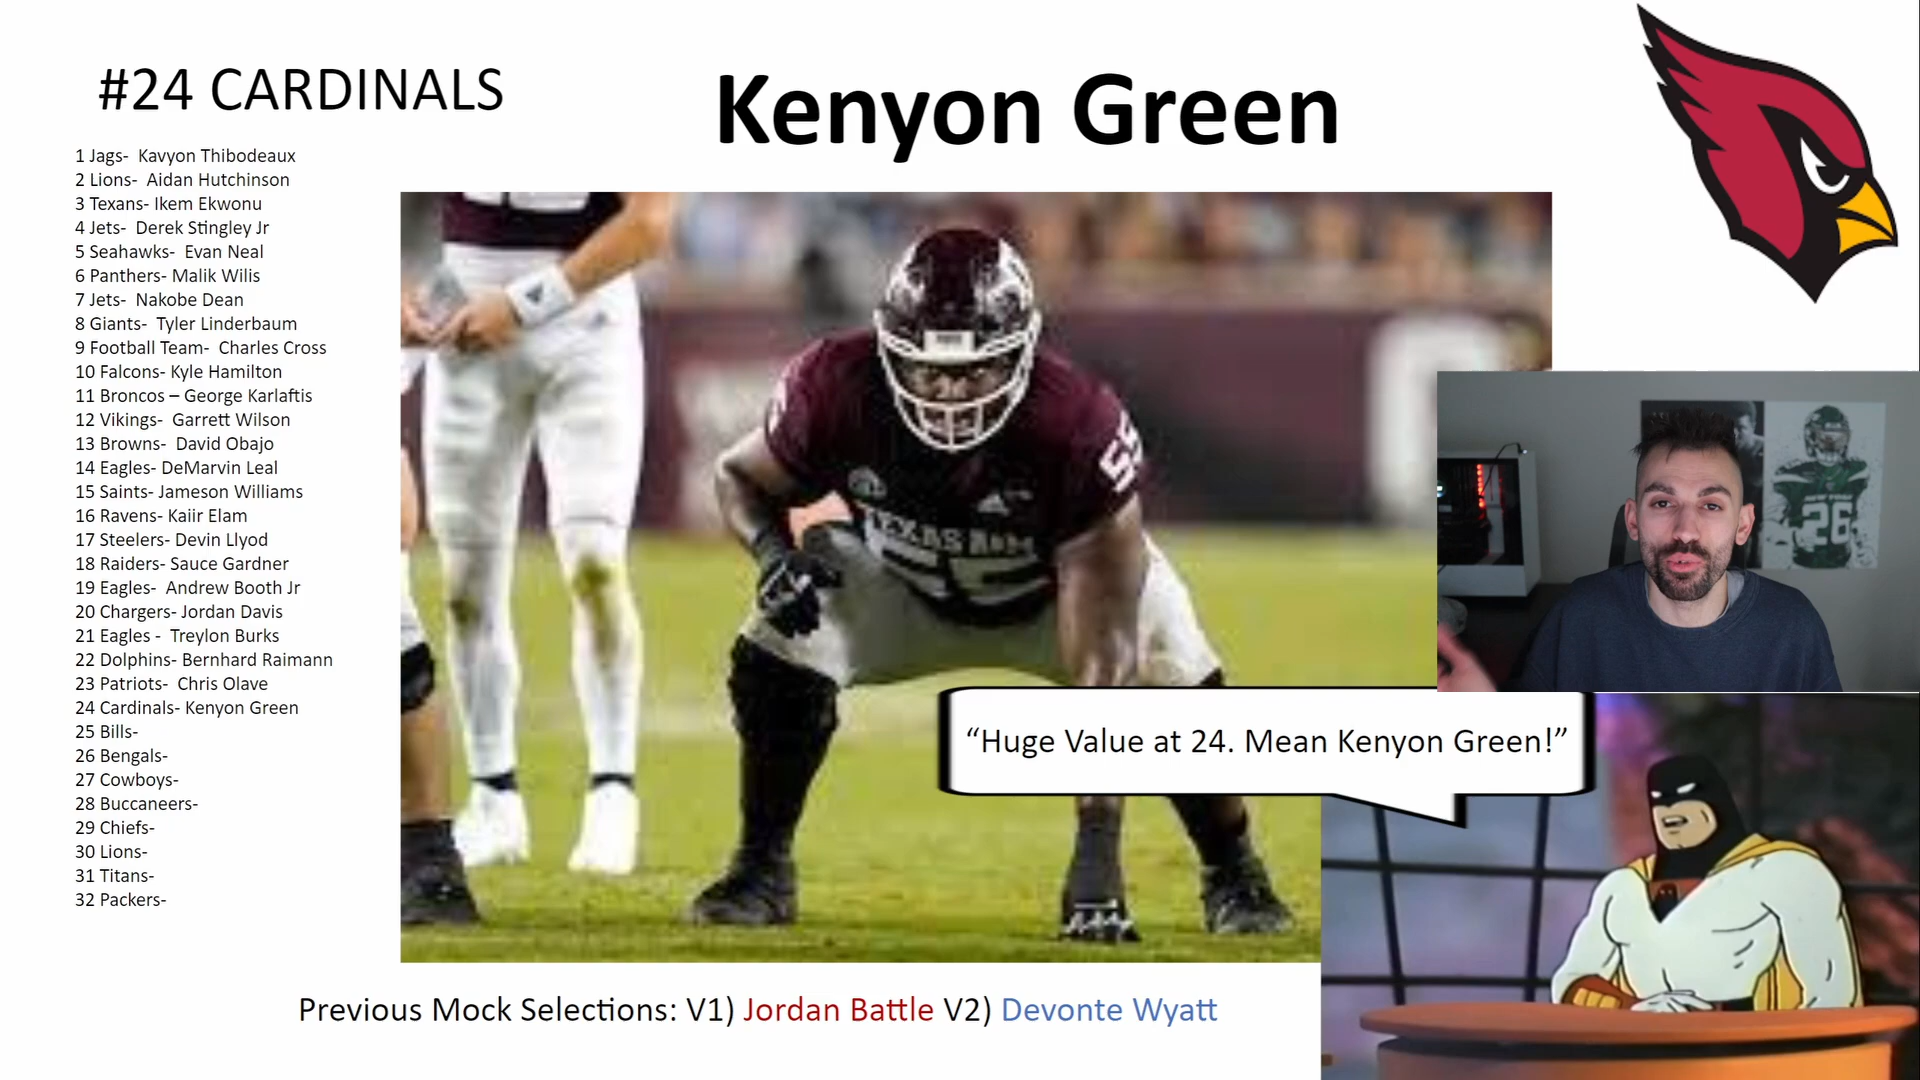 #24 CARDINALS
Kenyon Green
1 Jags- Kavyon Thibodeaux
2 Lions- Aidan Hutchinson
3 Texans- Ikem Ekwonu
4 Jets- Derek Stingley Jr
5 Seahawks- Evan Neal
6 Panthers- Malik Wilis
7 Jets- Nakobe Dean
8 Giants- Tyler Linderbaum
9 Football Team- Charles Cross
10 Falcons- Kyle Hamilton
11 Broncos – George Karlaftis
12 Vikings- Garrett Wilson
13 Browns- David Obajo
14 Eagles- DeMarvin Leal
15 Saints- Jameson Williams
16 Ravens- Kaiir Elam
17 Steelers- Devin Llyod
18 Raiders- Sauce Gardner
19 Eagles- Andrew Booth Jr
20 Chargers- Jordan Davis
21 Eagles - Treylon Burks
22 Dolphins- Bernhard Raimann
23 Patriots- Chris Olave
24 Cardinals- Kenyon Green
25 Bills-
26 Bengals-
27 Cowboys-
28 Buccaneers-
29 Chiefs-
30 Lions-
31 Titans-
32 Packers-
55
TEXAS A&M
55
NEW YORK
26
“Huge Value at 24. Mean Kenyon Green!”
Previous Mock Selections: V1) Jordan Battle V2) Devonte Wyatt